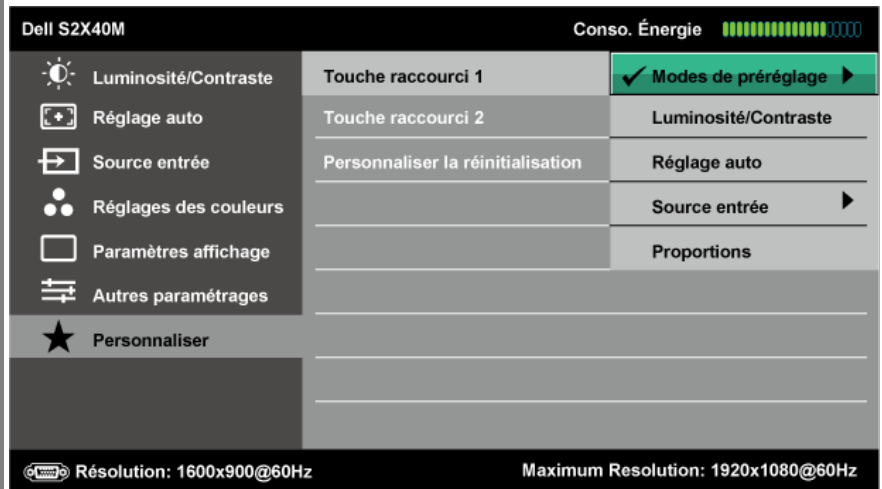 Dell S2X40M
Conso. Énergie
Luminosité/Contraste
Réglage auto
Source entrée
Réglages des couleurs
Paramètres affichage
Autres paramétrages
Personnaliser
Touche raccourci 1
Touche raccourci 2
Personnaliser la réinitialisation
Modes de préréglage
Luminosité/Contraste
Réglage auto
Source entrée
Proportions
Résolution: 1600x900@60Hz
Maximum Resolution: 1920x1080@60Hz